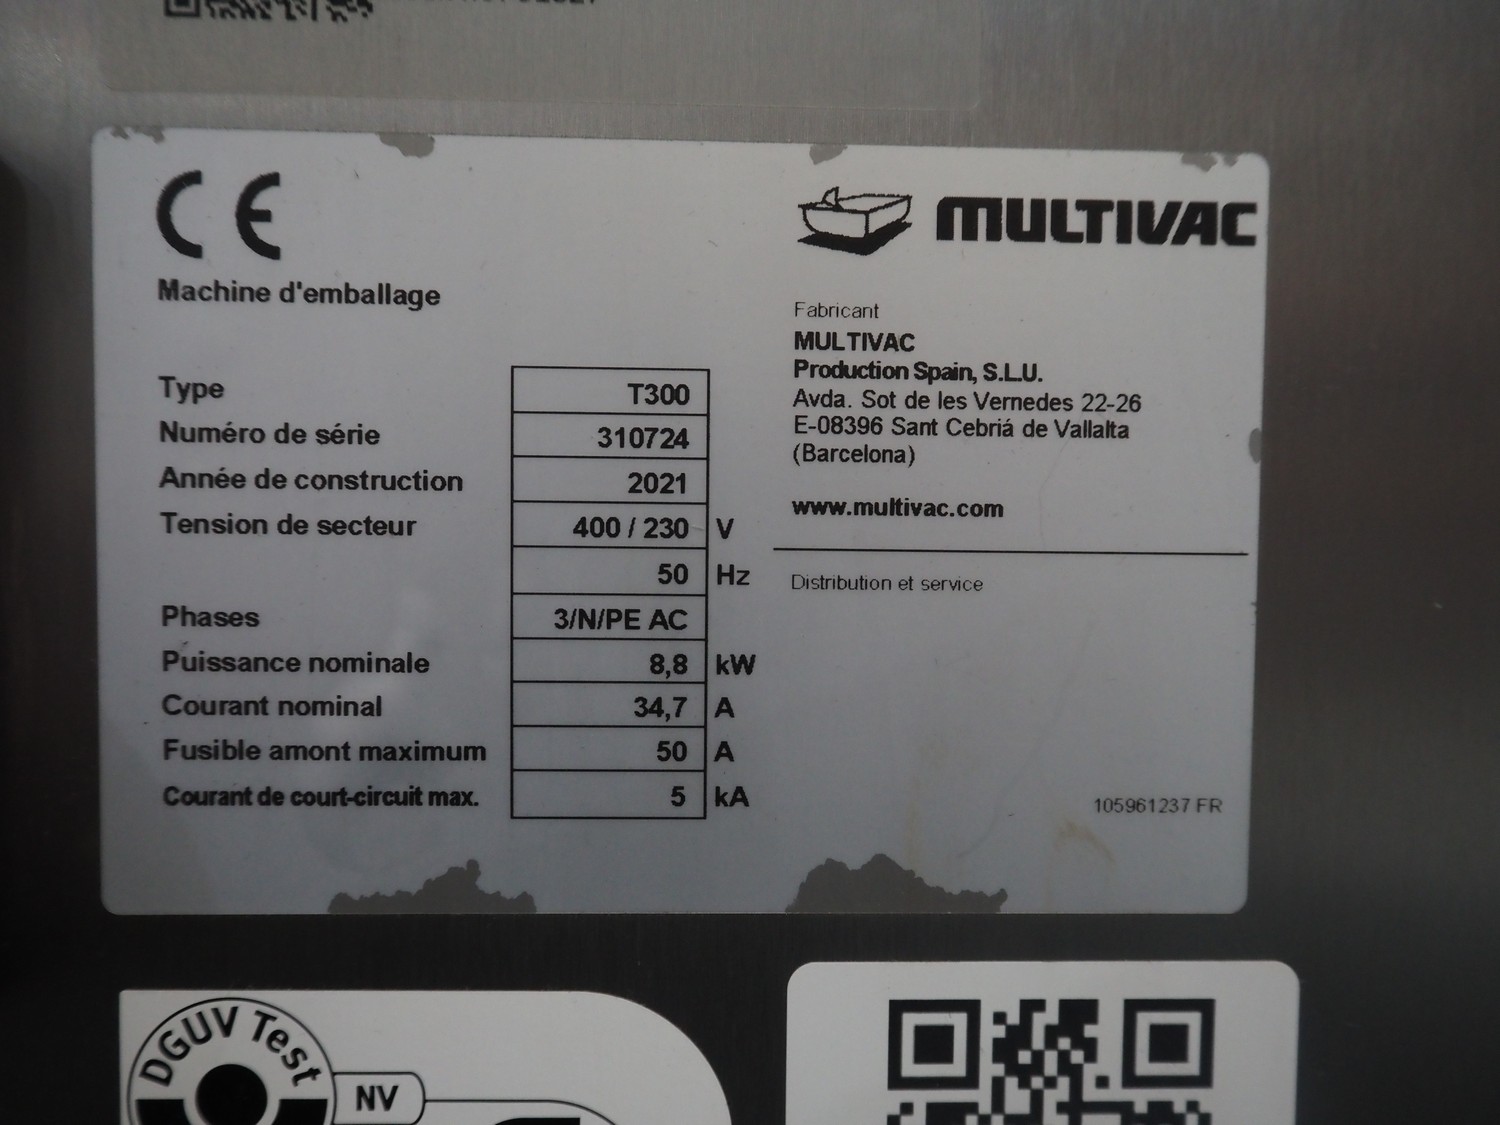 CE
MULTIVAC
Machine d'emballage
Type T300
Numéro de série 310724
Année de construction 2021
Tension de secteur 400 / 230 V
50 Hz
Phases 3/N/PE AC
Puissance nominale 8,8 kW
Courant nominal 34,7 A
Fusible amont maximum 50 A
Courant de court-circuit max. 5 kA
Fabricant
MULTIVAC
Production Spain, S.L.U.
Avda. Sot de les Vernedes 22-26
E-08396 Sant Cebriá de Vallalta
(Barcelona)
www.multivac.com
Distribution et service
105961237 FR
DGUV Test
NV